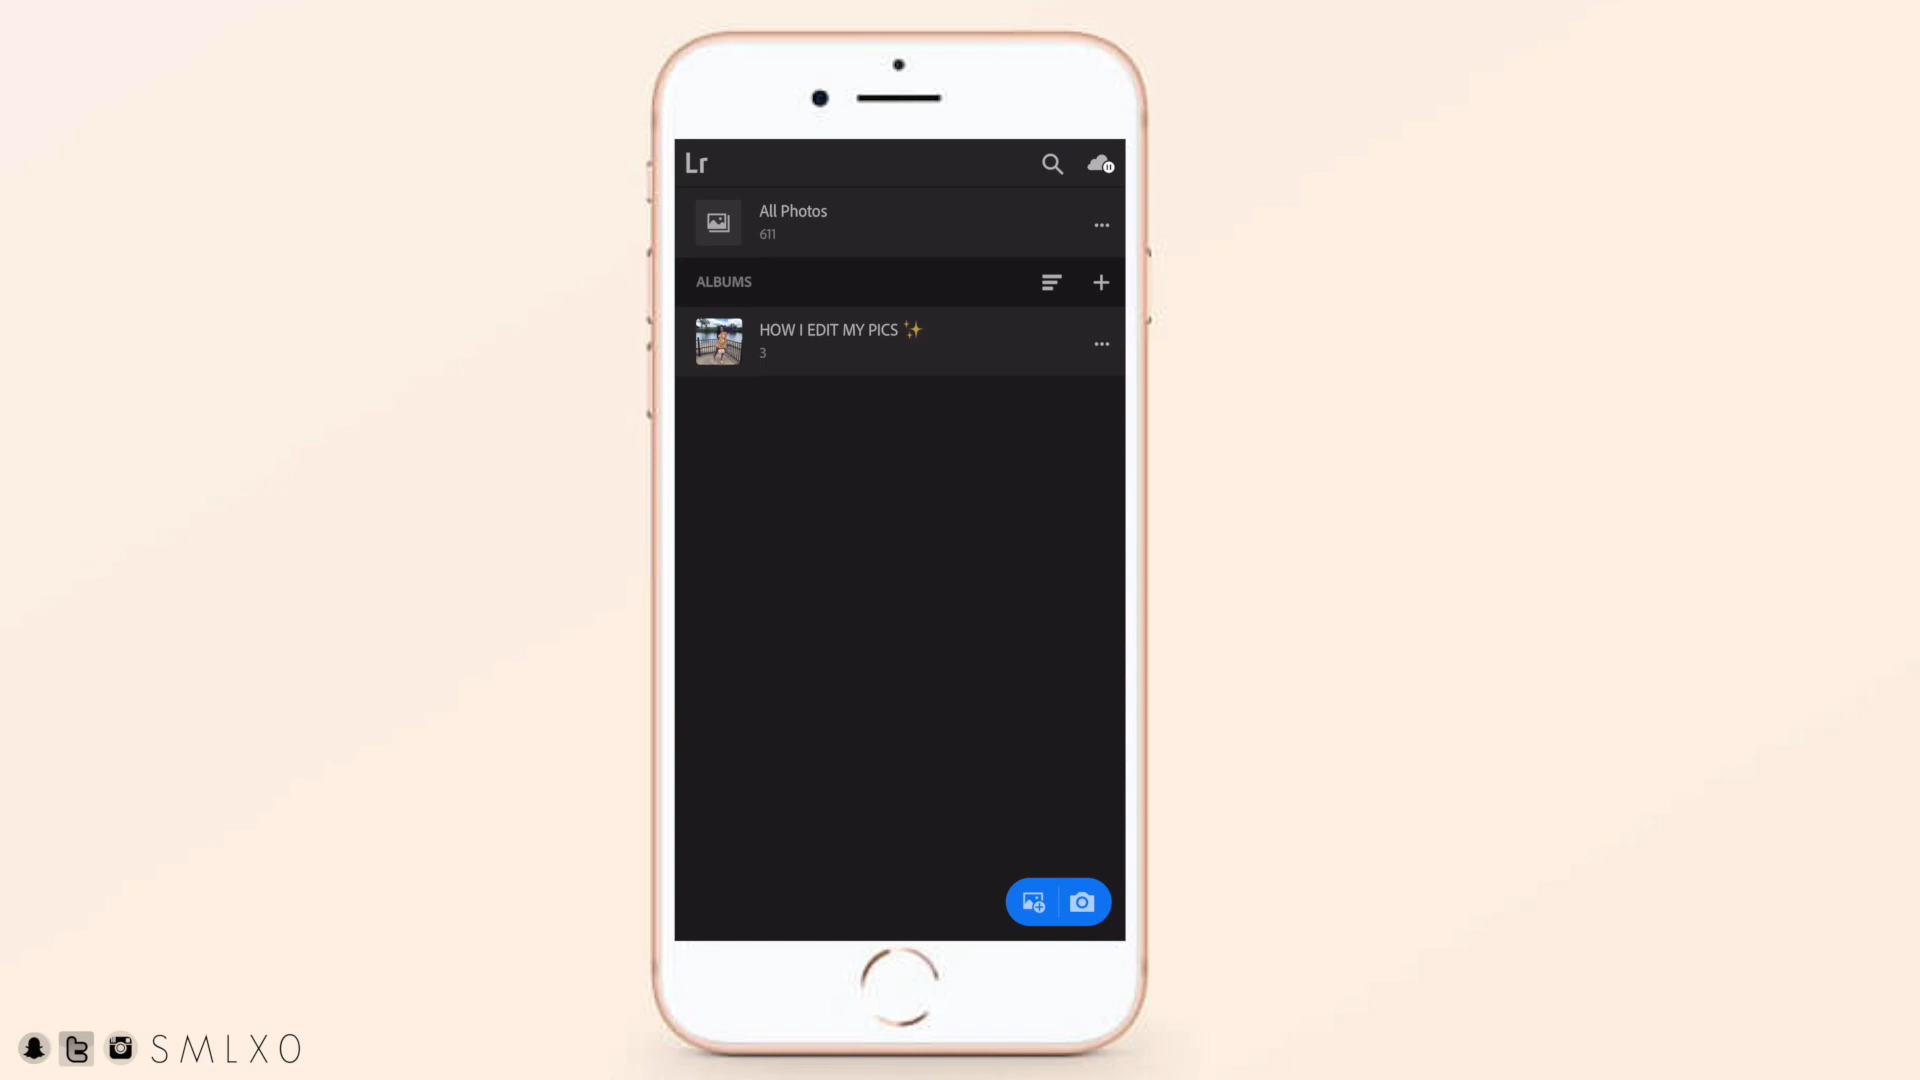 Lr
All Photos
611
ALBUMS
HOW I EDIT MY PICS ✨
3
SMLXO